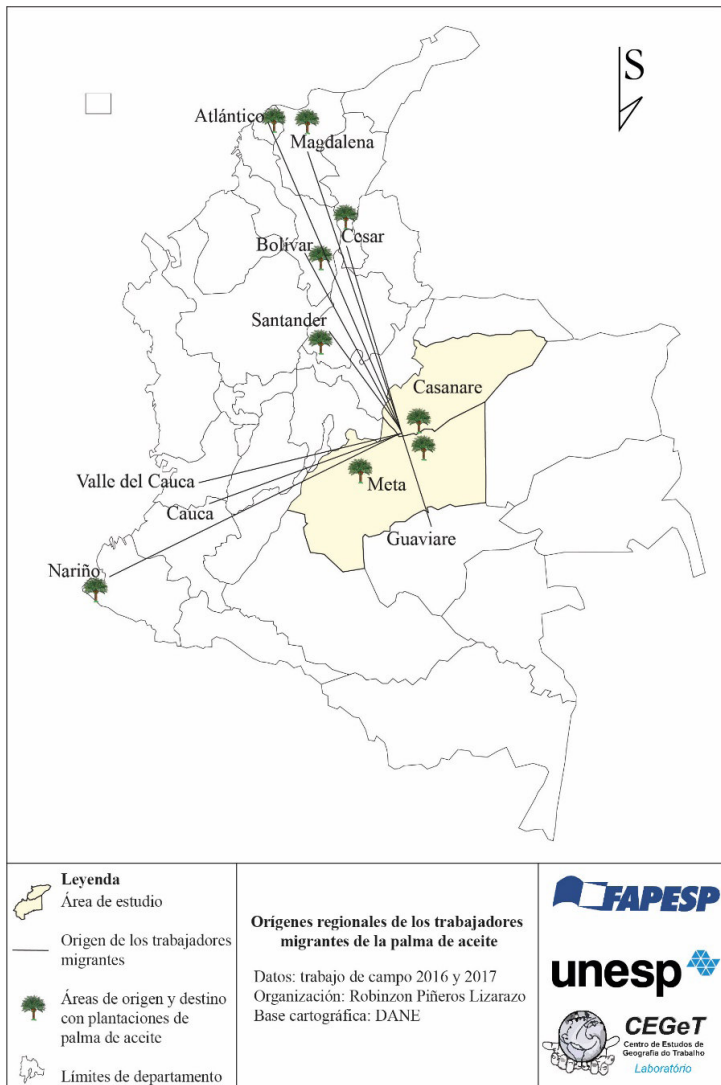 S
Atlántico
Magdalena
Cesar
Bolívar
Santander
Casanare
Valle del Cauca
Meta
Cauca
Guaviare
Nariño
Leyenda
Área de estudio
Origen de los trabajadores
migrantes
Áreas de origen y destino
con plantaciones de
palma de aceite
Límites de departamento
Orígenes regionales de los trabajadores
migrantes de la palma de aceite
Datos: trabajo de campo 2016 y 2017
Organización: Robinzon Piñeros Lizarazo
Base cartográfica: DANE
FAPESP
unesp
CEGeT
Centro de Estudos de
Geografia do Trabalho
Laboratório